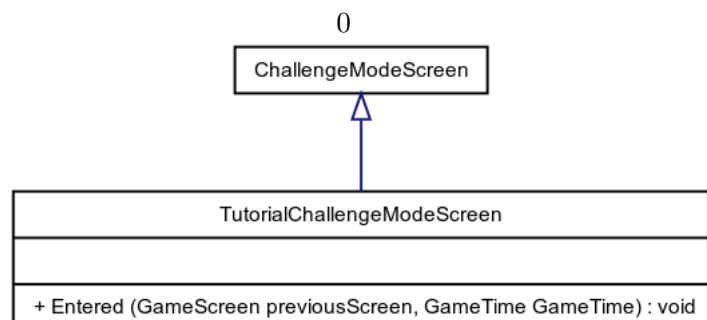 0
ChallengeModeScreen
TutorialChallengeModeScreen
+ Entered (GameScreen previousScreen, GameTime GameTime) : void